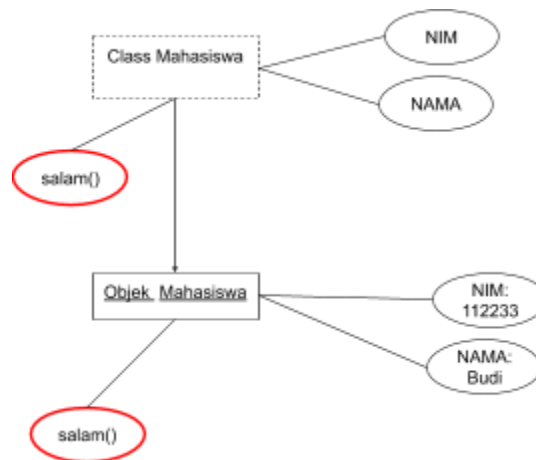 NIM
Class Mahasiswa
NAMA
salam()
Objek Mahasiswa
NIM:
112233
NAMA:
Budi
salam()